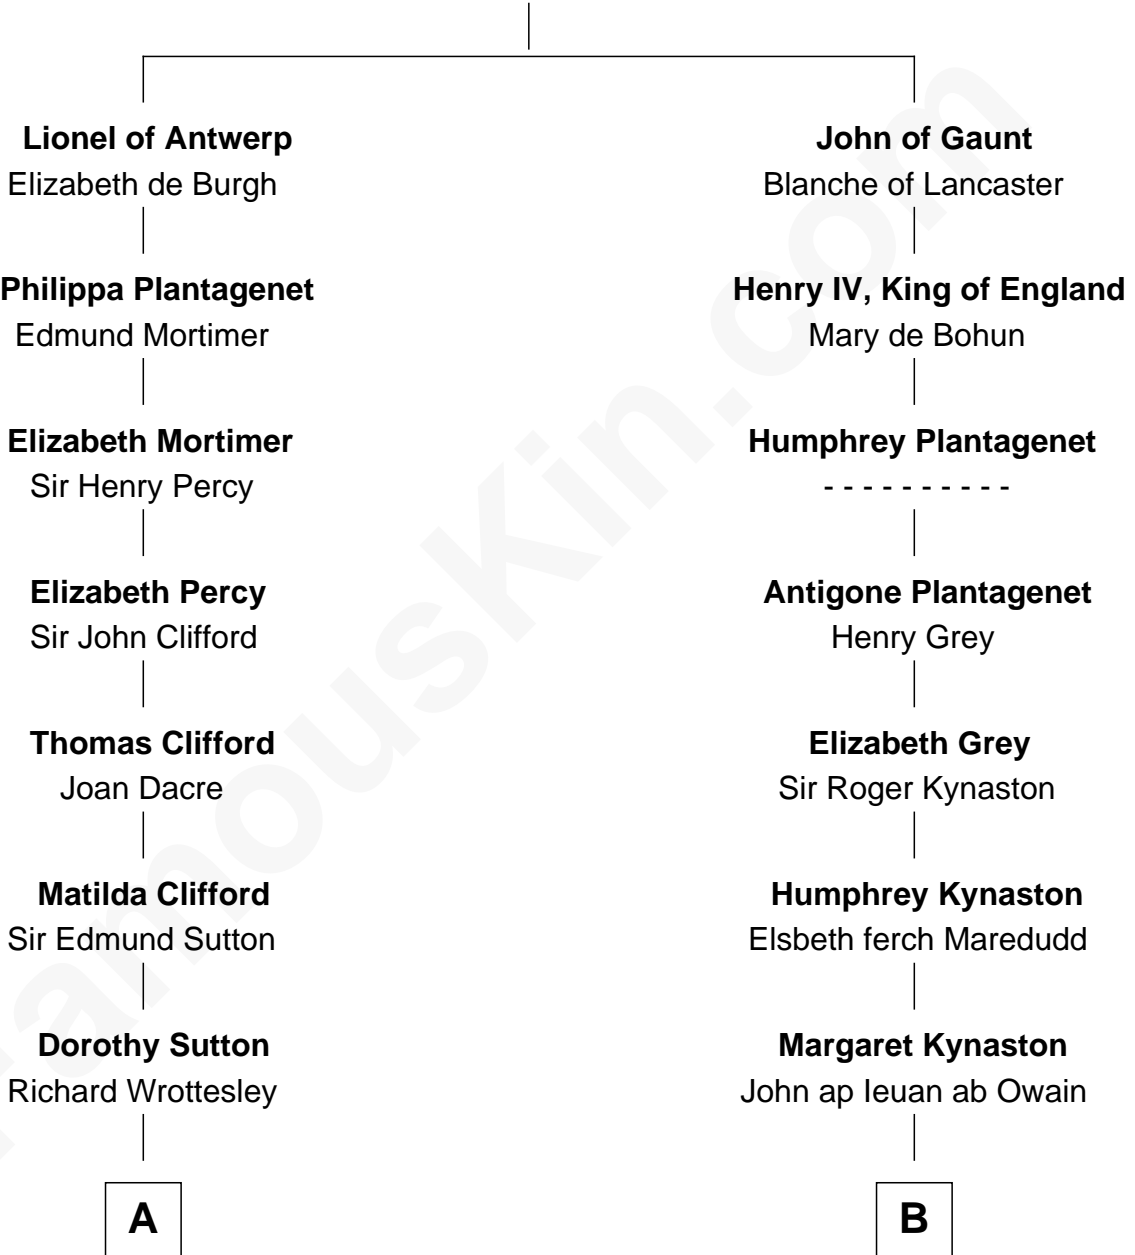 Lionel of Antwerp
Elizabeth de Burgh
Philippa Plantagenet
Edmund Mortimer
Elizabeth Mortimer
Sir Henry Percy
Elizabeth Percy
Sir John Clifford
Thomas Clifford
Joan Dacre
Matilda Clifford
Sir Edmund Sutton
Dorothy Sutton
Richard Wrottesley
A
John of Gaunt
Blanche of Lancaster
Henry IV, King of England
Mary de Bohun
Humphrey Plantagenet
- - - - - - - - - -
Antigone Plantagenet
Henry Grey
Elizabeth Grey
Sir Roger Kynaston
Humphrey Kynaston
Elsbeth ferch Maredudd
Margaret Kynaston
John ap Ieuan ab Owain
B
FamousKin.com